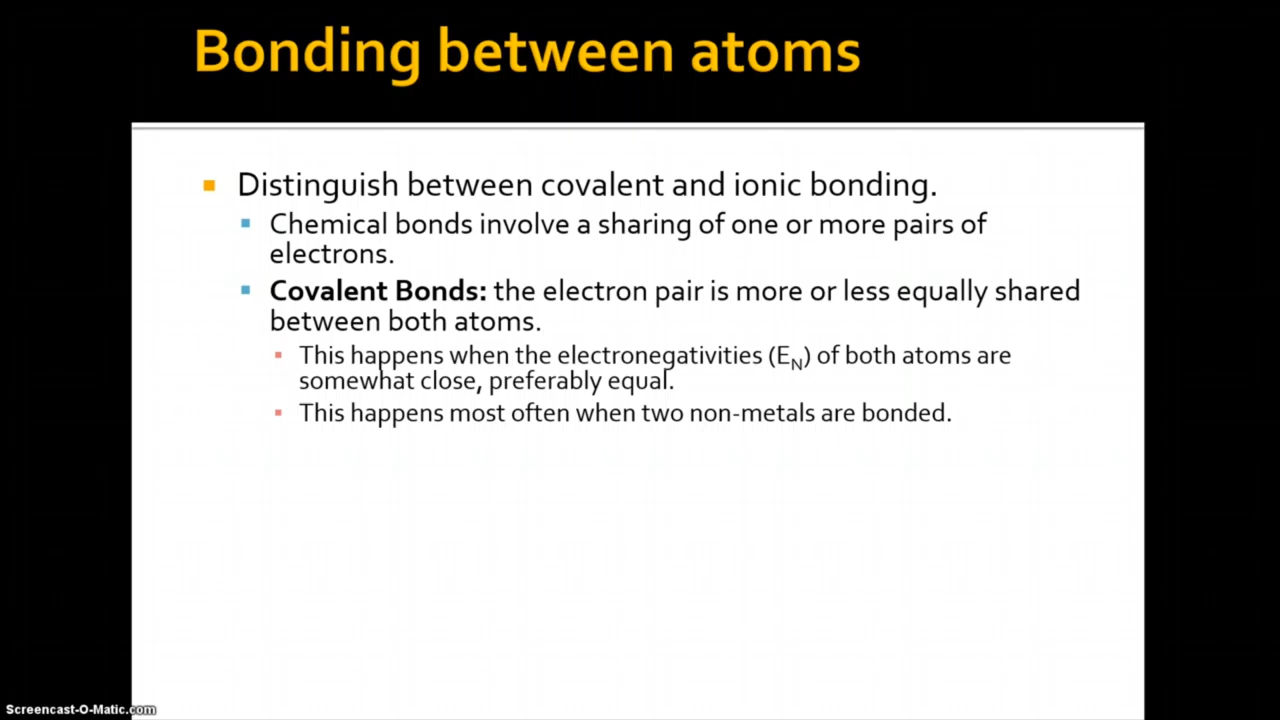 Bonding between atoms
Distinguish between covalent and ionic bonding.
Chemical bonds involve a sharing of one or more pairs of
electrons.
Covalent Bonds: the electron pair is more or less equally shared
between both atoms.
This happens when the electronegativities (EN) of both atoms are
somewhat close, preferably equal.
This happens most often when two non-metals are bonded.
Screencast-O-Matic.com